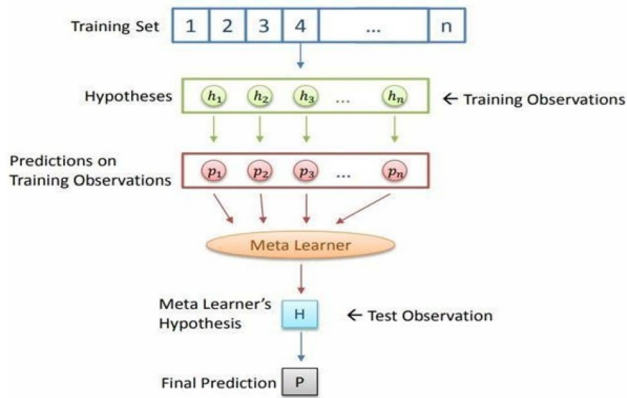 Training Set 1 2 3 4 ... n
Hypotheses h₁ h₂ h₃ ... hₙ ← Training Observations
Predictions on
Training Observations p₁ p₂ p₃ ... pₙ
Meta Learner
Meta Learner's
Hypothesis H ← Test Observation
Final Prediction P